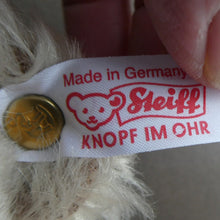 Made in Germany
Steiff
KNOPF IM OHR